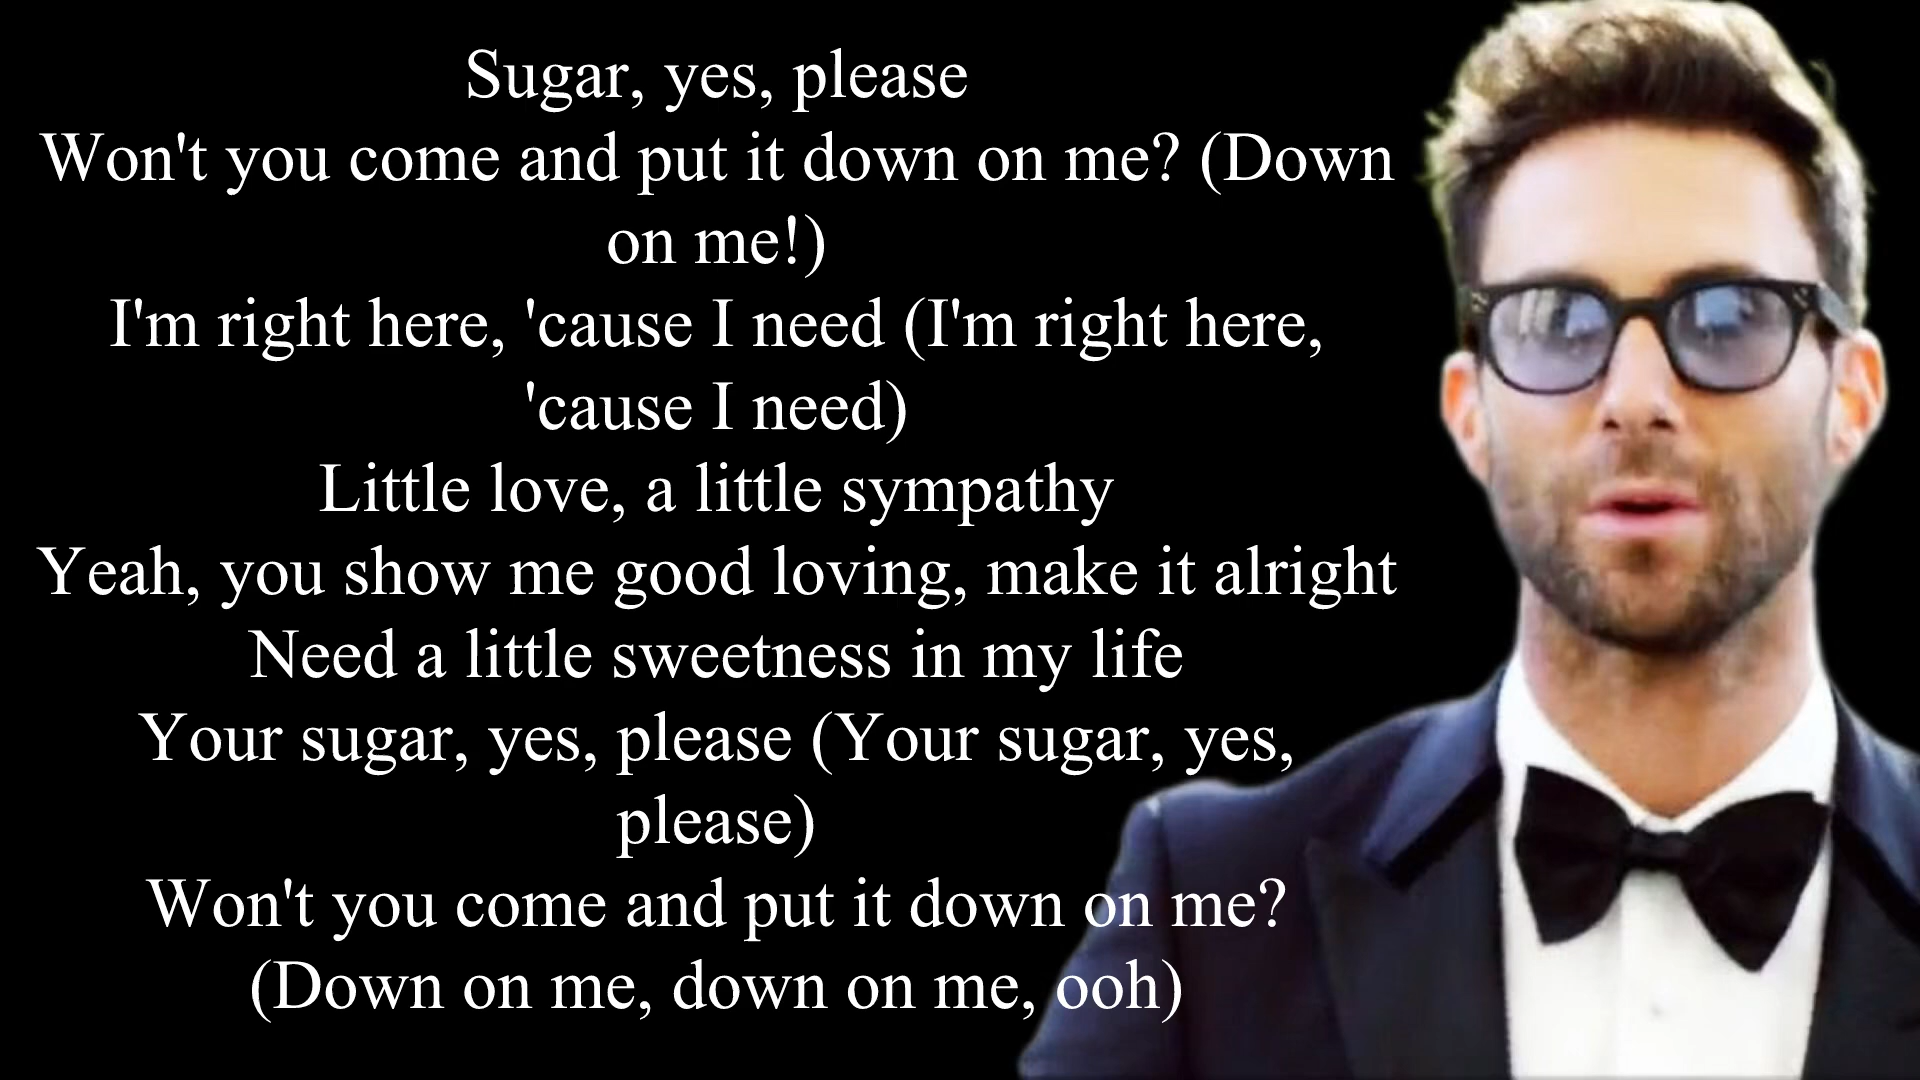 Sugar, yes, please
Won't you come and put it down on me? (Down
on me!)
I'm right here, 'cause I need (I'm right here,
'cause I need)
Little love, a little sympathy
Yeah, you show me good loving, make it alright
Need a little sweetness in my life
Your sugar, yes, please (Your sugar, yes,
please)
Won't you come and put it down on me?
(Down on me, down on me, ooh)